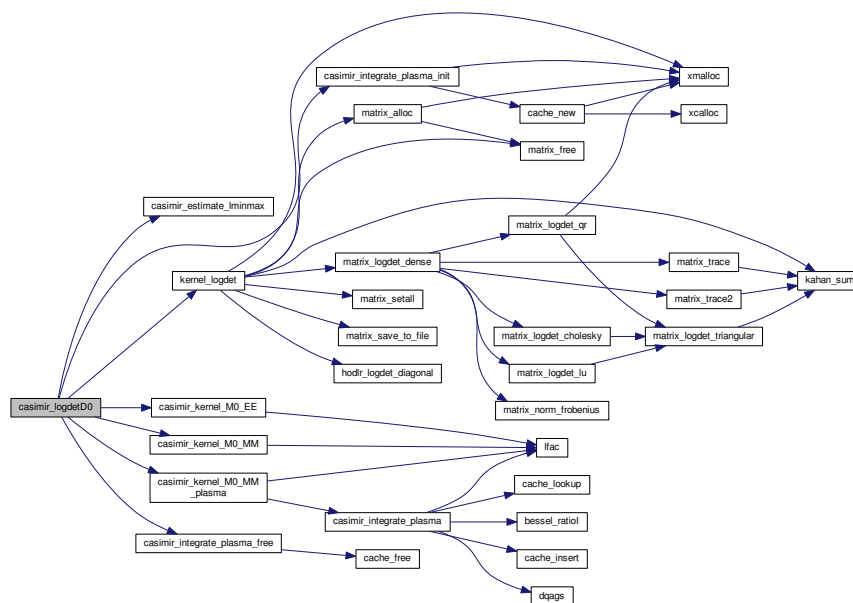 casimir_integrate_plasma_init
xmalloc
matrix_alloc
cache_new
xcalloc
matrix_free
casimir_estimate_lminmax
matrix_logdet_qr
matrix_logdet_dense
matrix_trace
kernel_logdet
kahan_sum
matrix_setall
matrix_trace2
matrix_save_to_file
matrix_logdet_cholesky
matrix_logdet_triangular
hodlr_logdet_diagonal
matrix_logdet_lu
casimir_logdetD0
casimir_kernel_M0_EE
matrix_norm_frobenius
casimir_kernel_M0_MM
lfac
casimir_kernel_M0_MM
_plasma
cache_lookup
casimir_integrate_plasma
bessel_ratioI
casimir_integrate_plasma_free
cache_free
cache_insert
dqags